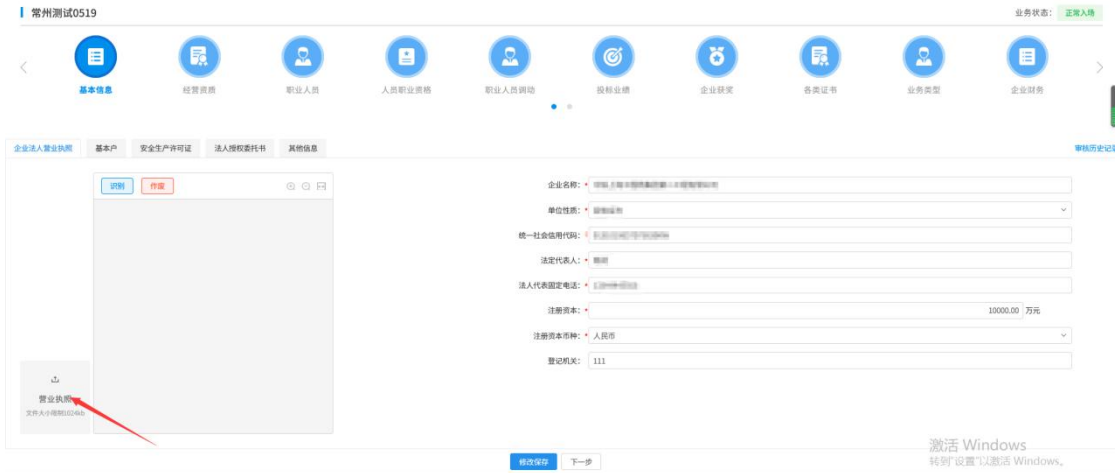 常州测试0519
业务状态： 正常入场
基本信息 经营资质 职业人员 人员职业资格 职业人员调动 投标业绩 企业获奖 各类证书 业务类型 企业财务
企业法人营业执照 基本户 安全生产许可证 法人授权委托书 其他信息 审核历史记录
识别 作废
企业名称： *
单位性质： *
统一社会信用代码： *
法定代表人： *
法人代表固定电话： *
注册资本： * 10000.00 万元
注册资本币种： * 人民币
登记机关： 111
营业执照
文件大小限制1024kb
修改保存 下一步
激活 Windows
转到"设置"以激活 Windows。